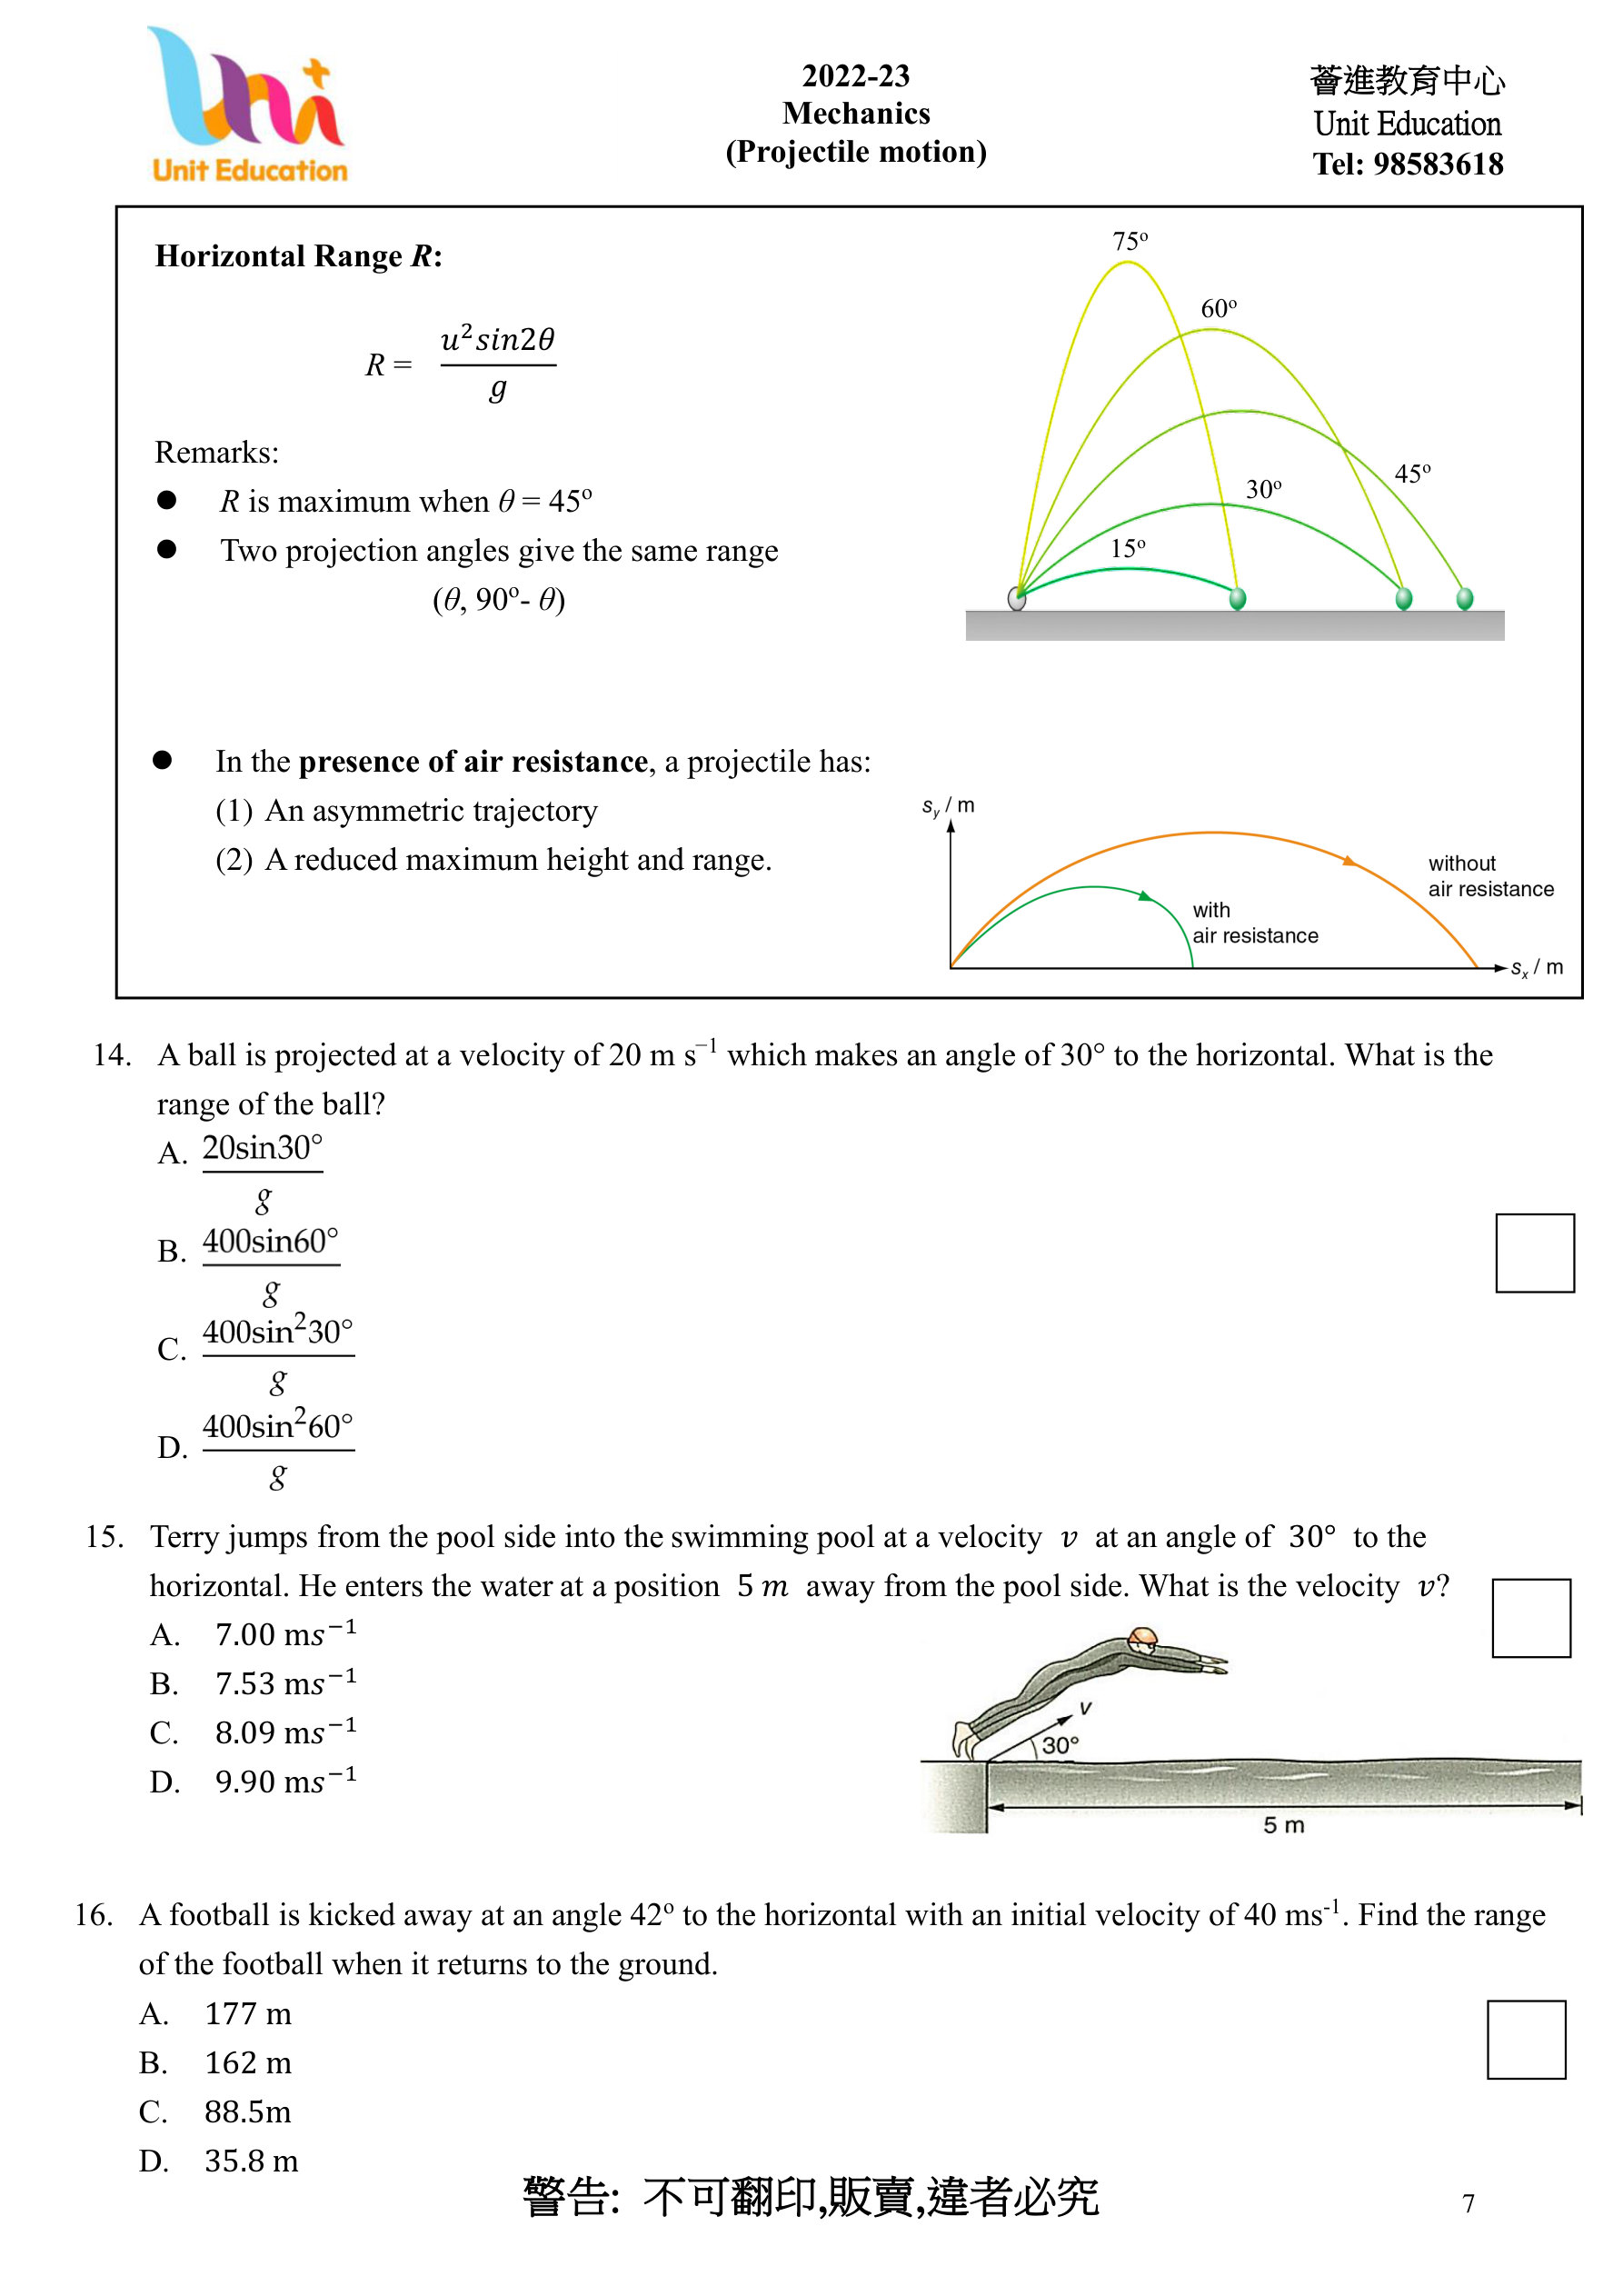 Unit Education
2022-23
Mechanics
(Projectile motion)
薈進教育中心
Unit Education
Tel: 98583618
Horizontal Range R:
R = u²sin2θ / g
Remarks:
● R is maximum when θ = 45º
● Two projection angles give the same range
(θ, 90º- θ)
75º
60º
45º
30º
15º
● In the presence of air resistance, a projectile has:
(1) An asymmetric trajectory
(2) A reduced maximum height and range.
sy / m
without
air resistance
with
air resistance
sx / m
14. A ball is projected at a velocity of 20 m s⁻¹ which makes an angle of 30° to the horizontal. What is the
range of the ball?
A. 20sin30° / g
B. 400sin60° / g
C. 400sin²30° / g
D. 400sin²60° / g
15. Terry jumps from the pool side into the swimming pool at a velocity v at an angle of 30° to the
horizontal. He enters the water at a position 5 m away from the pool side. What is the velocity v?
A. 7.00 ms⁻¹
B. 7.53 ms⁻¹
C. 8.09 ms⁻¹
D. 9.90 ms⁻¹
v
30°
5 m
16. A football is kicked away at an angle 42º to the horizontal with an initial velocity of 40 ms⁻¹. Find the range
of the football when it returns to the ground.
A. 177 m
B. 162 m
C. 88.5m
D. 35.8 m
警告: 不可翻印,販賣,違者必究
7